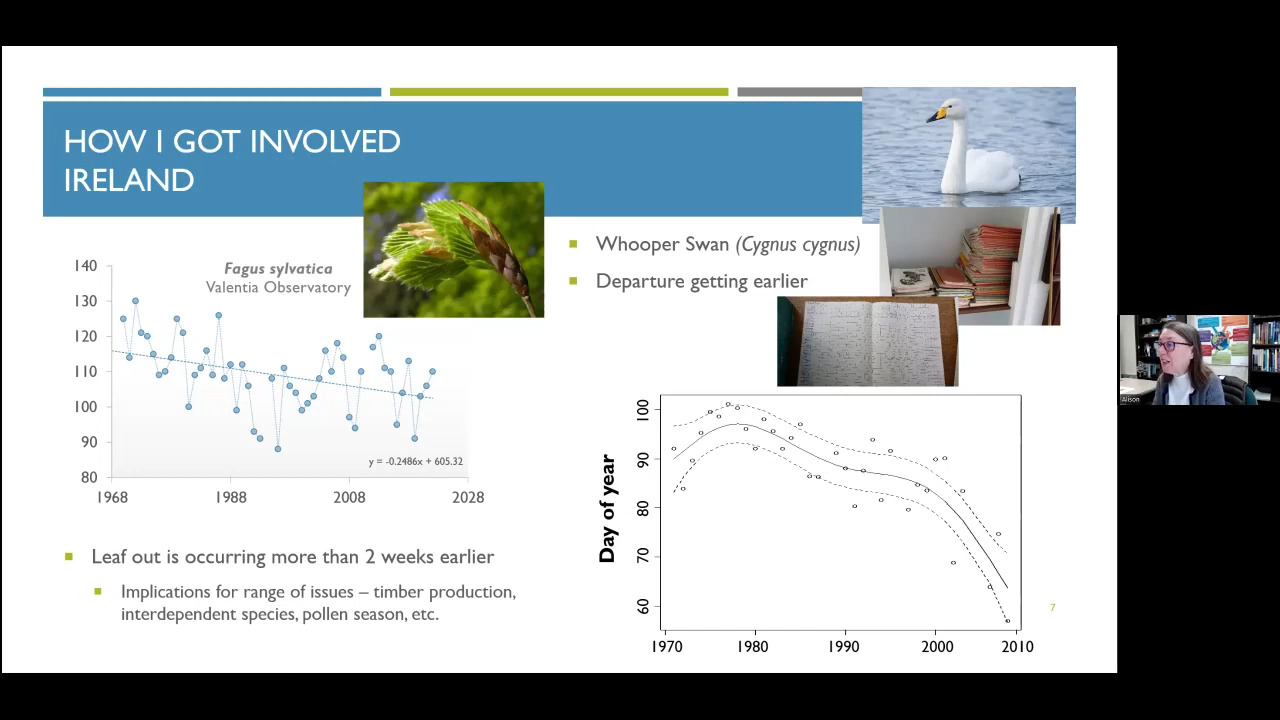 HOW I GOT INVOLVED
IRELAND
Fagus sylvatica
Valentia Observatory
140
130
120
110
100
90
80
1968
1988
2008
2028
y = -0.2486x + 605.32
Leaf out is occurring more than 2 weeks earlier
Implications for range of issues – timber production,
interdependent species, pollen season, etc.
Whooper Swan (Cygnus cygnus)
Departure getting earlier
Day of year
100
90
80
70
60
1970
1980
1990
2000
2010
7
Alison